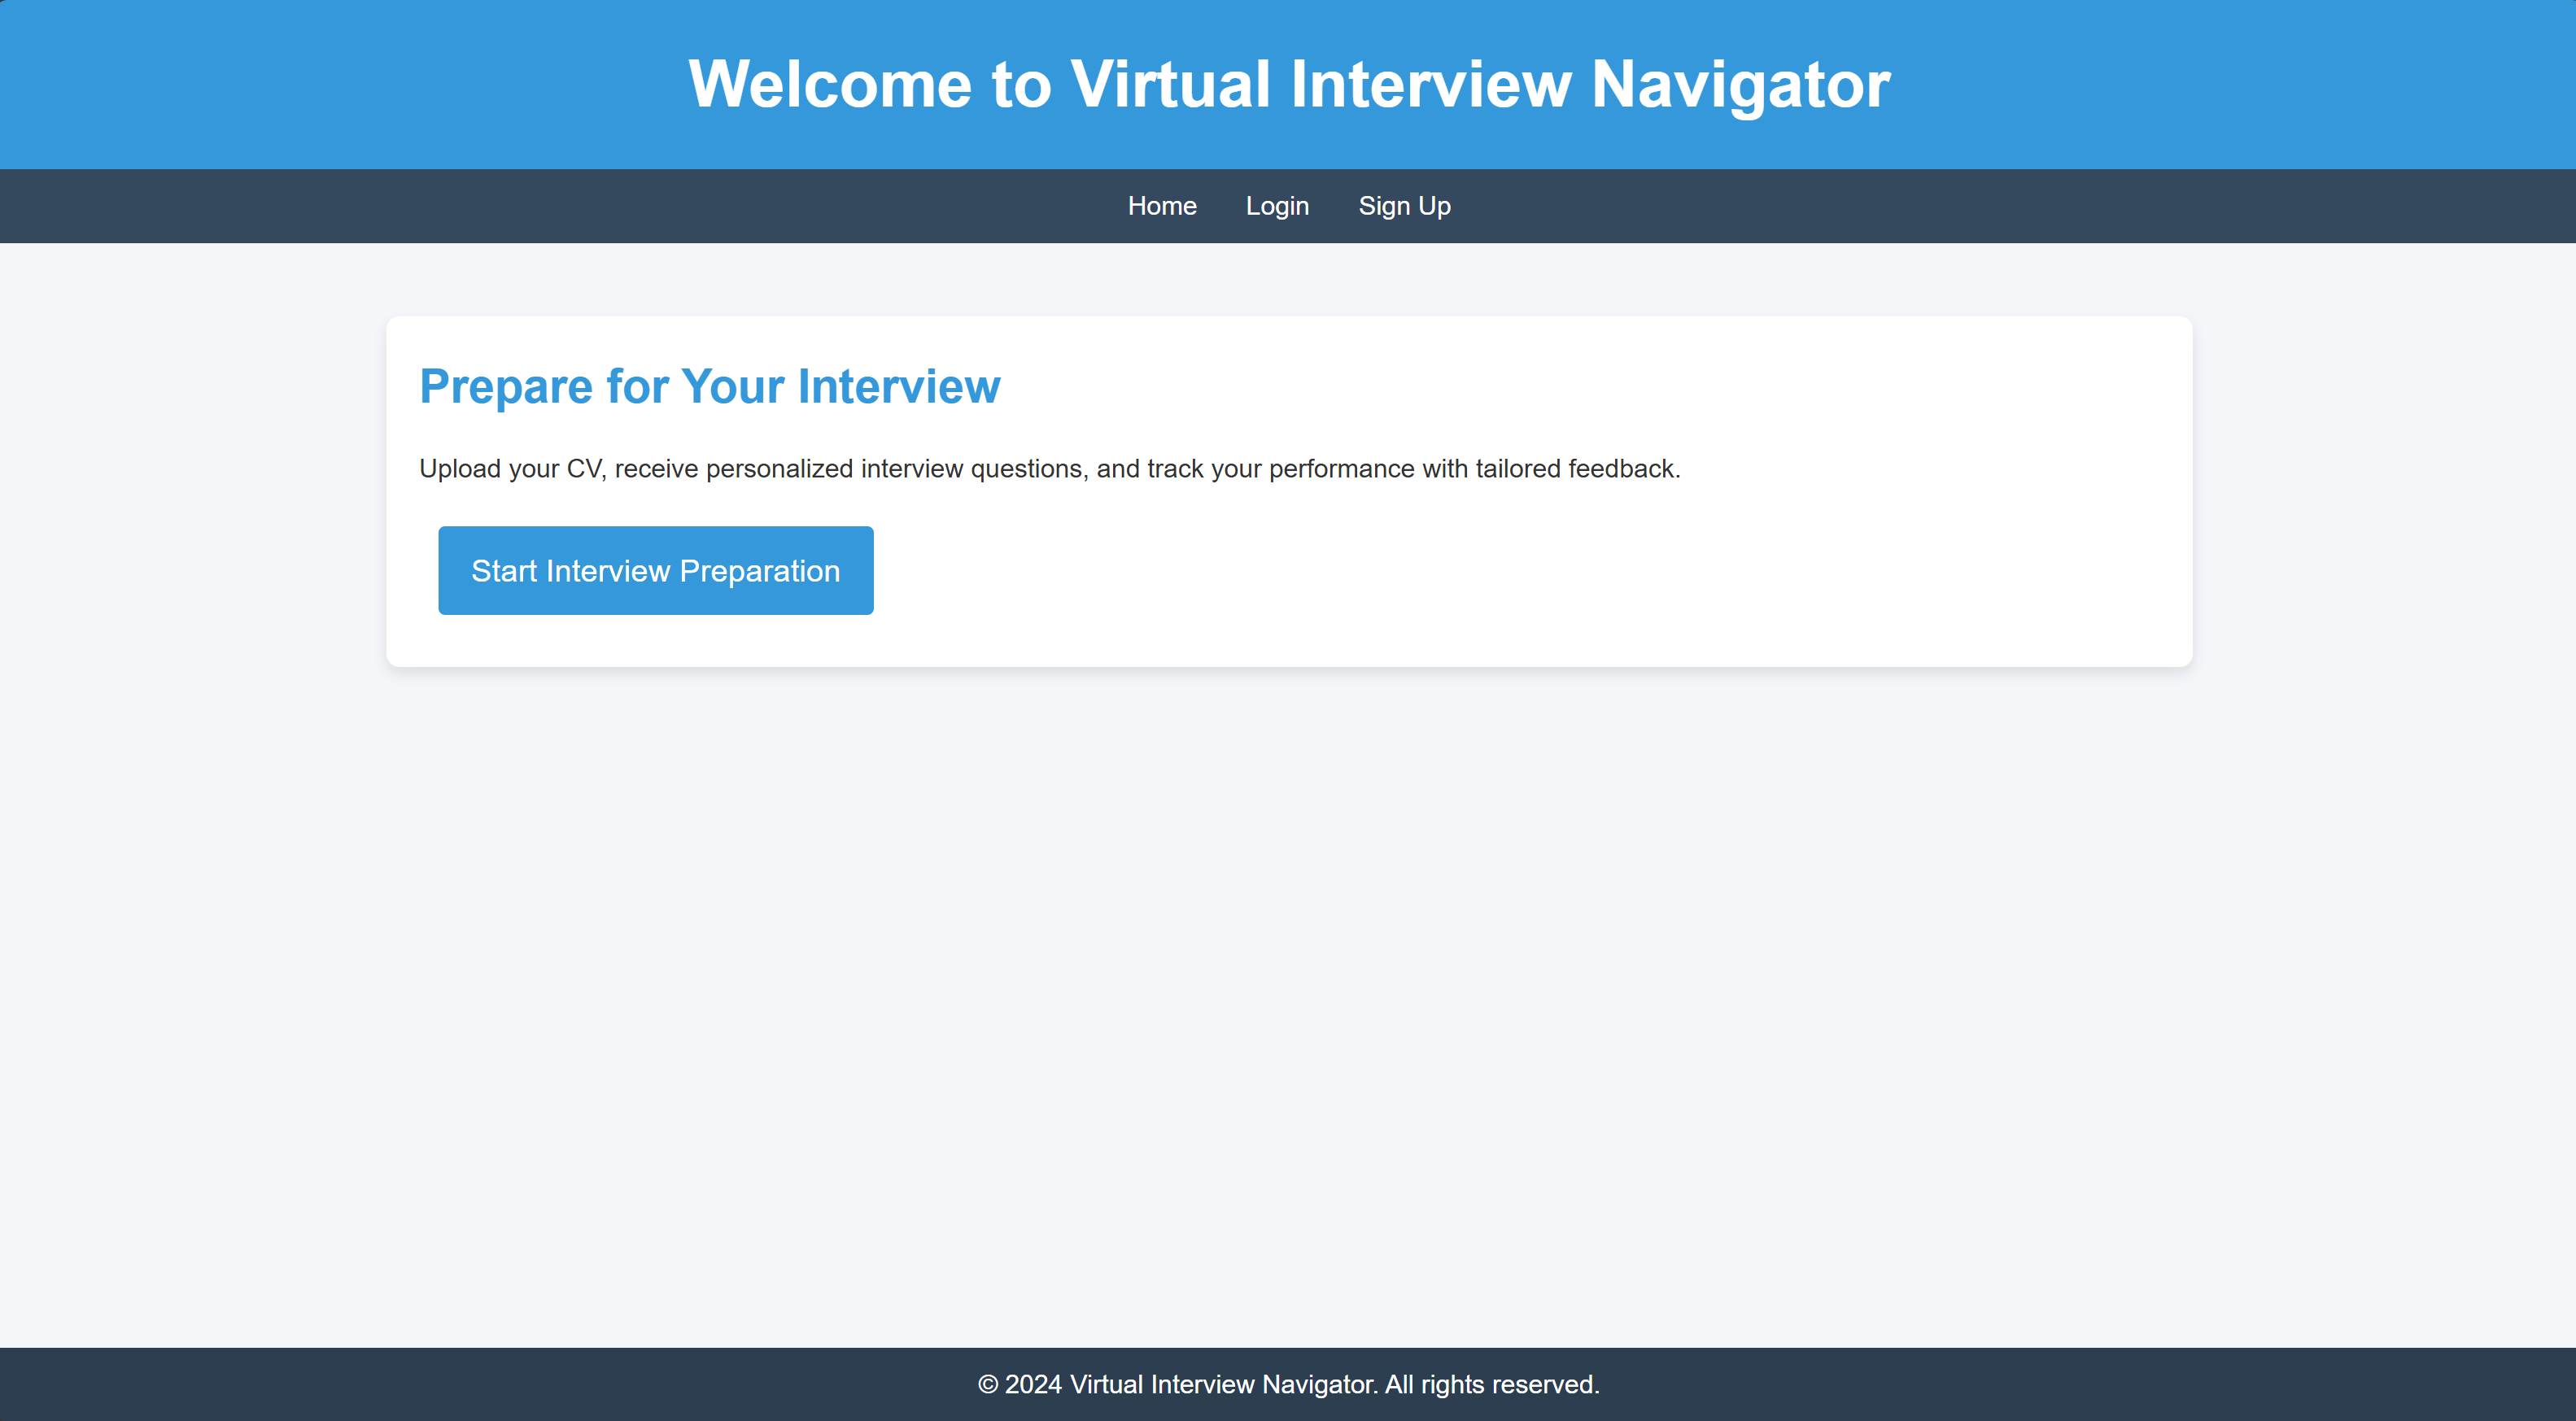 Welcome to Virtual Interview Navigator
Home Login Sign Up
Prepare for Your Interview
Upload your CV, receive personalized interview questions, and track your performance with tailored feedback.
Start Interview Preparation
© 2024 Virtual Interview Navigator. All rights reserved.